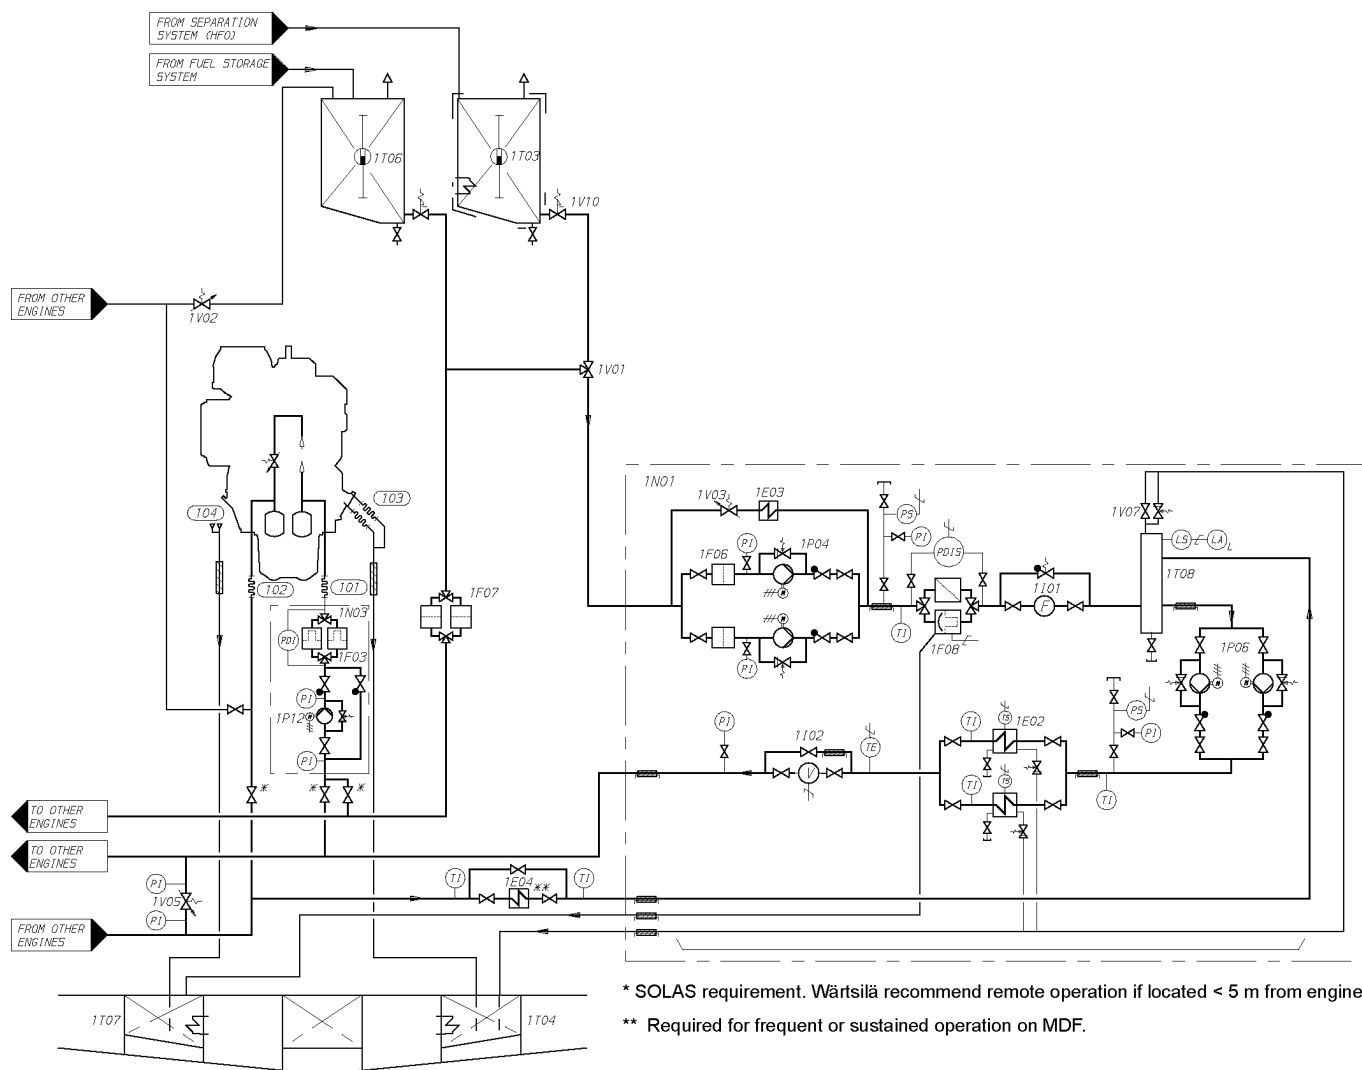 FROM SEPARATION
SYSTEM (HFO)
FROM FUEL STORAGE
SYSTEM
1T06
1T03
1V10
FROM OTHER
ENGINES
1V02
1V01
103
104
102
101
1N03
PDI
1F03
1F07
PI
1P12
M
PI
*
*
*
1N01
1V03
1E03
1F06
PI
1P04
M
M
PI
PS
PI
PDIS
TI
1F08
1I01
F
1V07
LS
LA
L
1T08
1P06
M
M
PI
1I02
V
TE
TI
TS
1E02
TI
TS
PS
PI
TI
TO OTHER
ENGINES
TO OTHER
ENGINES
PI
1V05
PI
TI
1E04
**
TI
FROM OTHER
ENGINES
1T07
1T04
* SOLAS requirement. Wärtsilä recommend remote operation if located < 5 m from engine
** Required for frequent or sustained operation on MDF.